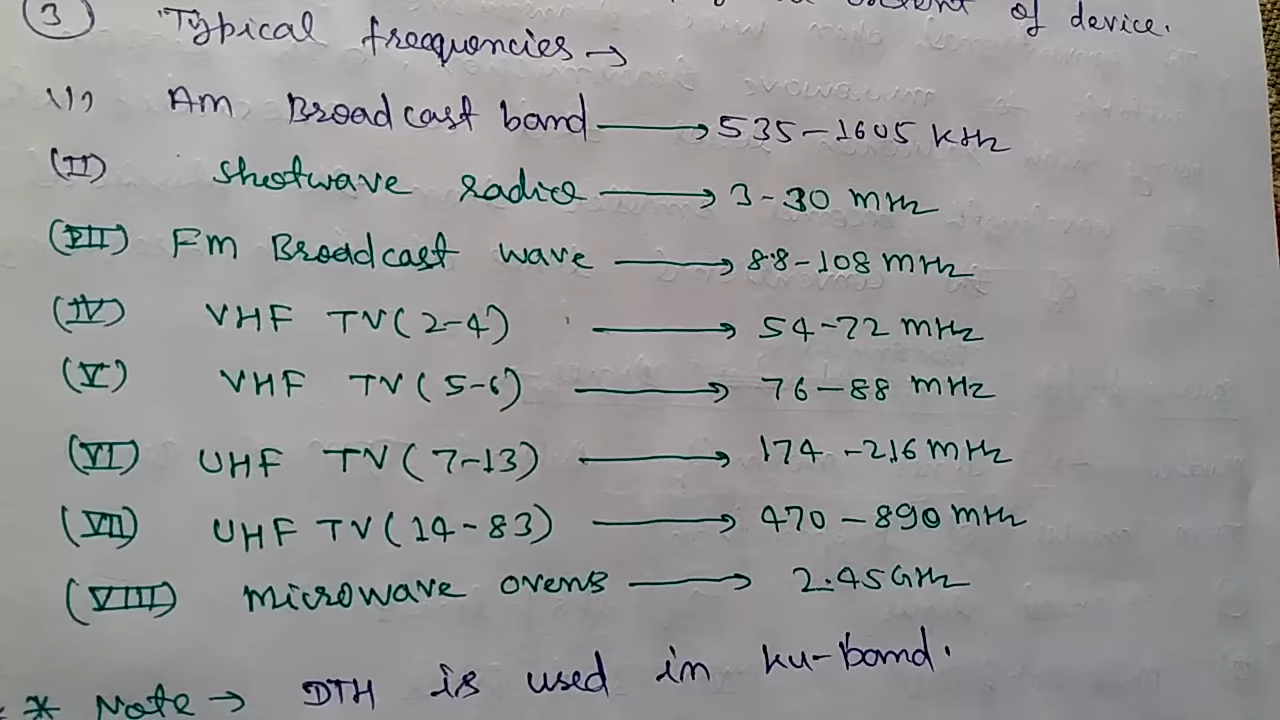 of device.
(3) Typical frecquencies →
(I) Am Broadcast band → 535-1605 kHz
(II) Shotwave radio → 3-30 mHz
(III) Fm Broadcast wave → 88-108 mHz
(IV) VHF TV (2-4) → 54-72 mHz
(V) VHF TV (5-6) → 76-88 mHz
(VI) UHF TV (7-13) → 174-216 mHz
(VII) UHF TV (14-83) → 470-890 mHz
(VIII) microwave ovens → 2.45 GHz
* Note → DTH is used in ku-band.